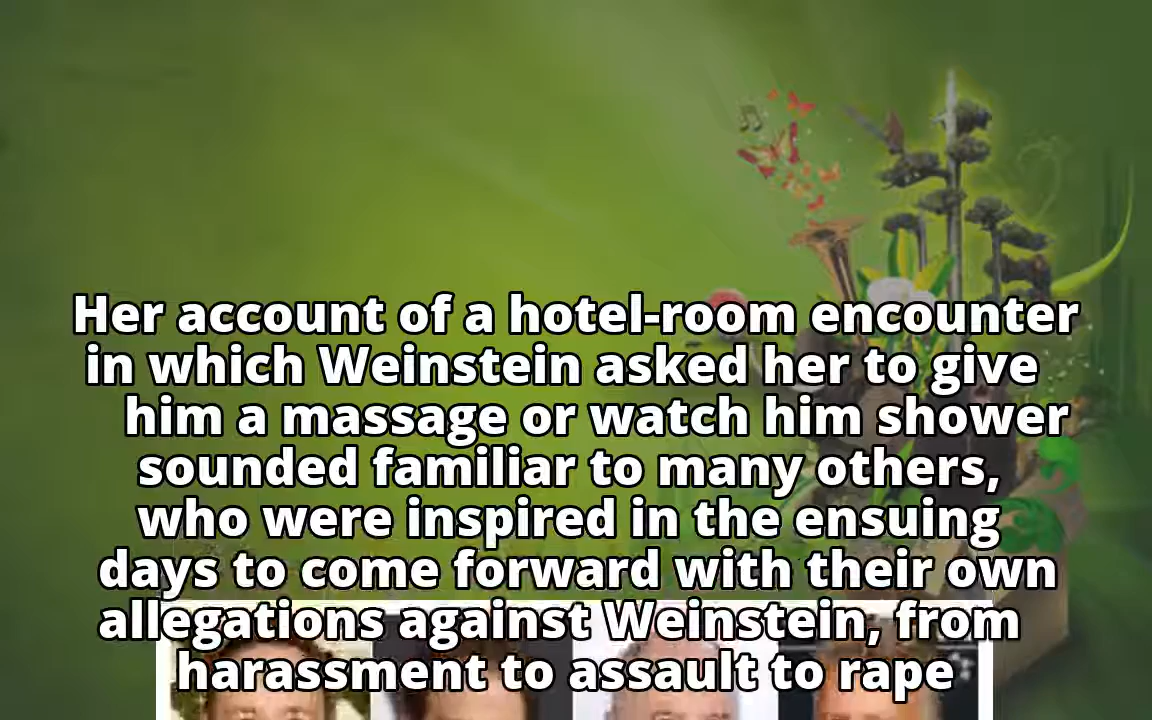 Her account of a hotel-room encounter
in which Weinstein asked her to give
him a massage or watch him shower
sounded familiar to many others,
who were inspired in the ensuing
days to come forward with their own
allegations against Weinstein, from
harassment to assault to rape